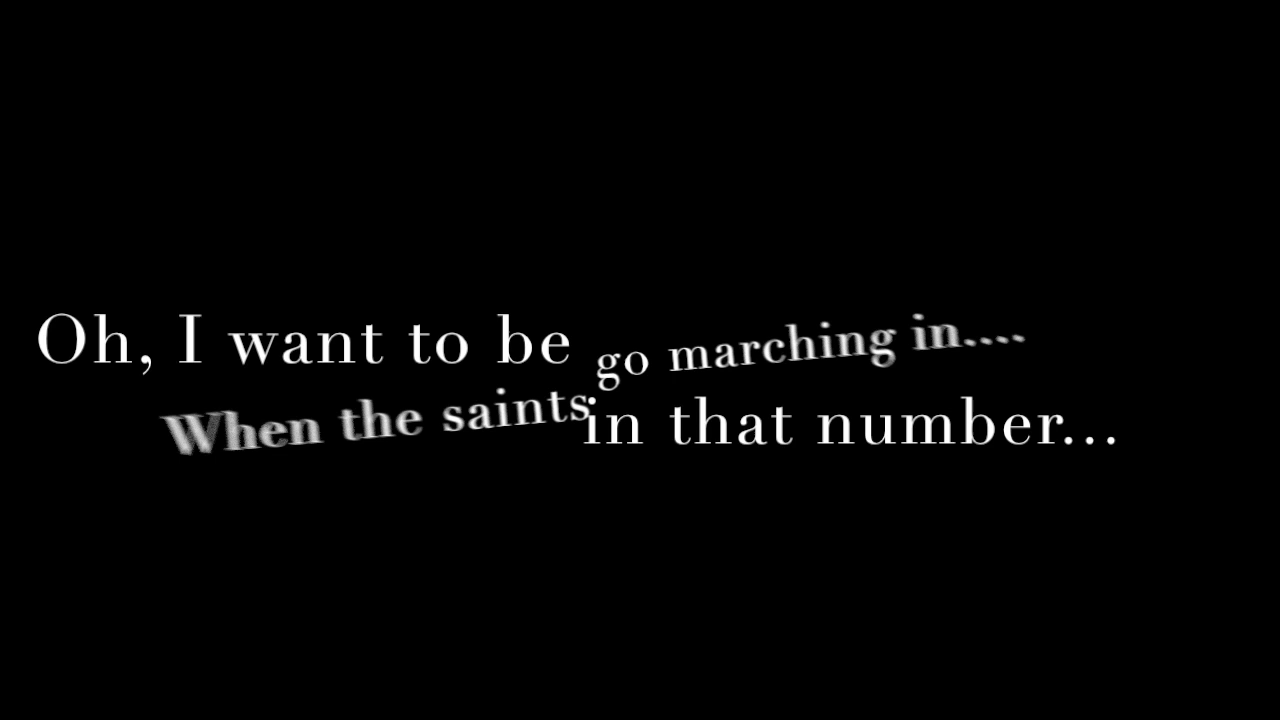 Oh, I want to be
in that number...
When the saints go marching in....